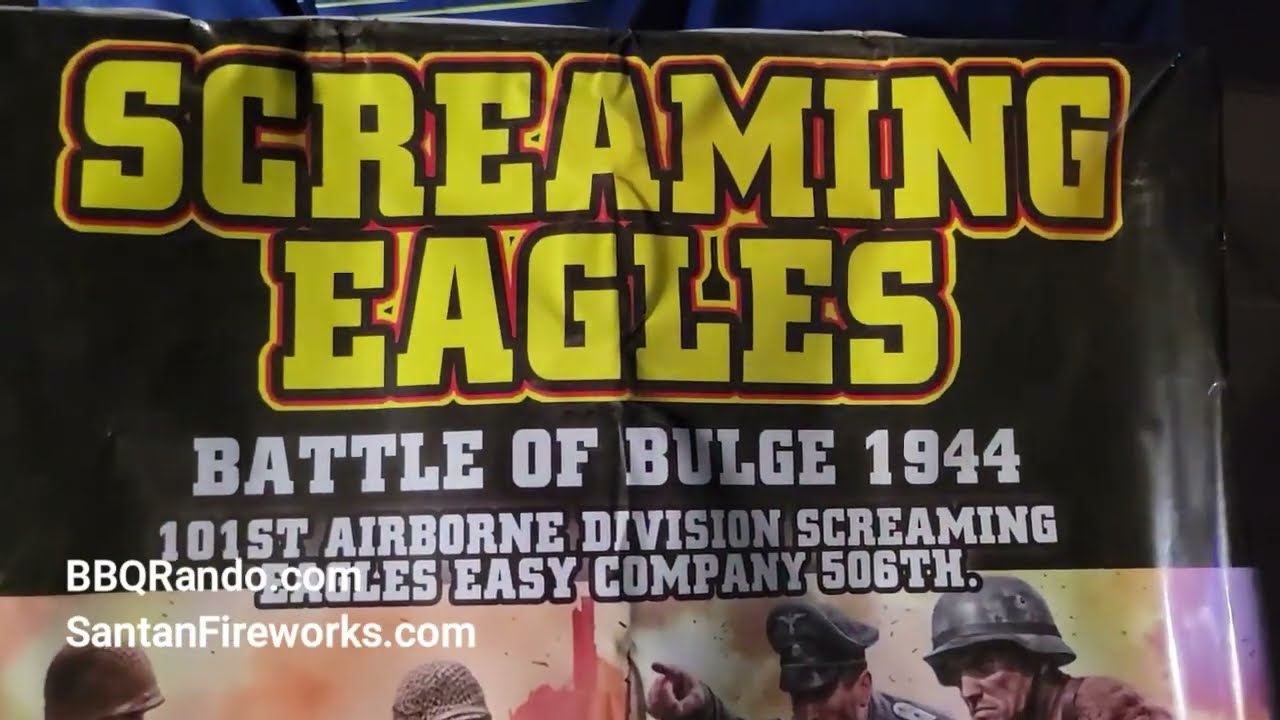 SCREAMING
EAGLES
BATTLE OF BULGE 1944
101ST AIRBORNE DIVISION SCREAMING
EAGLES EASY COMPANY 506TH.
BBQRando.com
SantanFireworks.com